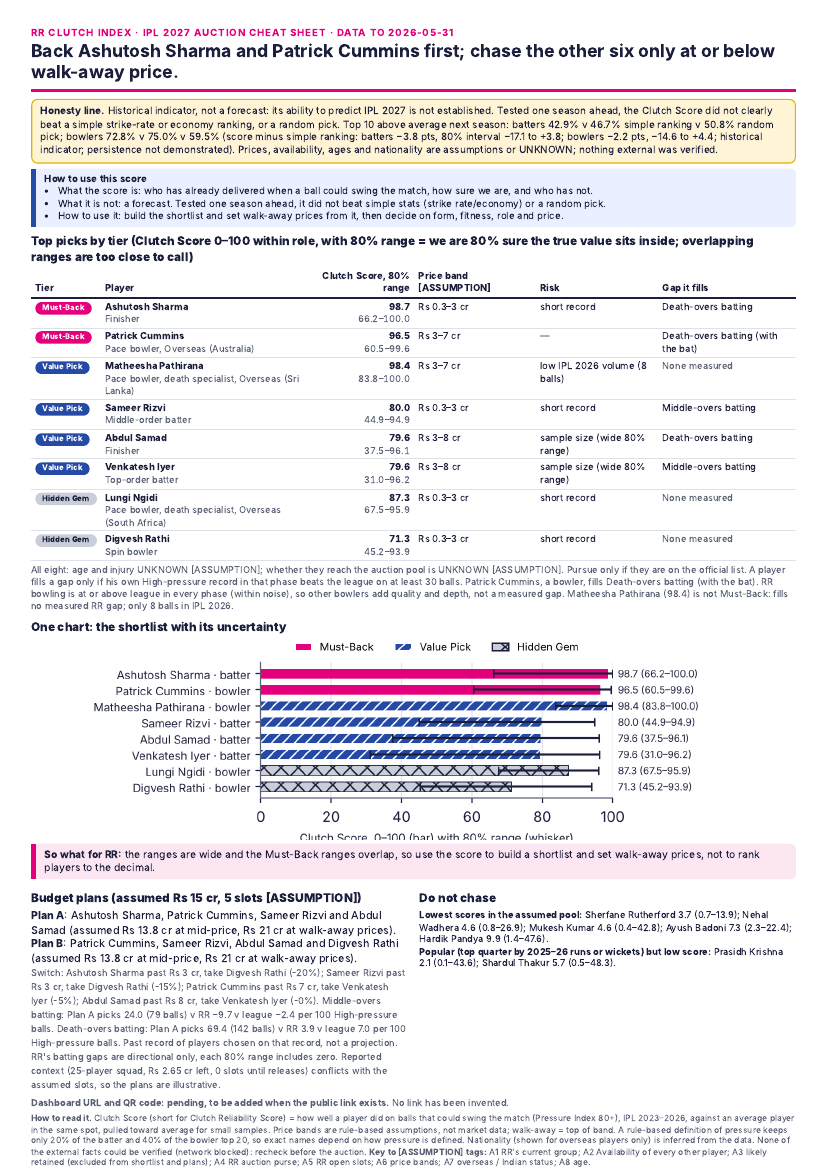 RR CLUTCH INDEX · IPL 2027 AUCTION CHEAT SHEET · DATA TO 2026-05-31
Back Ashutosh Sharma and Patrick Cummins first; chase the other six only at or below
walk-away price.
Honesty line. Historical indicator, not a forecast: its ability to predict IPL 2027 is not established. Tested one season ahead, the Clutch Score did not clearly
beat a simple strike-rate or economy ranking, or a random pick. Top 10 above average next season: batters 42.9% v 46.7% simple ranking v 50.8% random
pick; bowlers 72.8% v 75.0% v 59.5% (score minus simple ranking: batters −3.8 pts, 80% interval −17.1 to +3.8; bowlers −2.2 pts, −14.6 to +4.4; historical
indicator; persistence not demonstrated). Prices, availability, ages and nationality are assumptions or UNKNOWN; nothing external was verified.
How to use this score
• What the score is: who has already delivered when a ball could swing the match, how sure we are, and who has not.
• What it is not: a forecast. Tested one season ahead, it did not beat simple stats (strike rate/economy) or a random pick.
• How to use it: build the shortlist and set walk-away prices from it, then decide on form, fitness, role and price.
Top picks by tier (Clutch Score 0–100 within role, with 80% range = we are 80% sure the true value sits inside; overlapping
ranges are too close to call)
Tier Player Clutch Score, 80% range Price band [ASSUMPTION] Risk Gap it fills
Must-Back Ashutosh Sharma 98.7 Rs 0.3–3 cr short record Death-overs batting
Finisher 66.2–100.0
Must-Back Patrick Cummins 96.5 Rs 3–7 cr — Death-overs batting (with
Pace bowler, Overseas (Australia) 60.5–99.6 the bat)
Value Pick Matheesha Pathirana 98.4 Rs 3–7 cr low IPL 2026 volume (8 None measured
Pace bowler, death specialist, Overseas (Sri 83.8–100.0 balls)
Lanka)
Value Pick Sameer Rizvi 80.0 Rs 0.3–3 cr short record Middle-overs batting
Middle-order batter 44.9–94.9
Value Pick Abdul Samad 79.6 Rs 3–8 cr sample size (wide 80% Death-overs batting
Finisher 37.5–96.1 range)
Value Pick Venkatesh Iyer 79.6 Rs 3–8 cr sample size (wide 80% Middle-overs batting
Top-order batter 31.0–96.2 range)
Hidden Gem Lungi Ngidi 87.3 Rs 0.3–3 cr short record None measured
Pace bowler, death specialist, Overseas 67.5–95.9
(South Africa)
Hidden Gem Digvesh Rathi 71.3 Rs 0.3–3 cr short record None measured
Spin bowler 45.2–93.9
All eight: age and injury UNKNOWN [ASSUMPTION]; whether they reach the auction pool is UNKNOWN [ASSUMPTION]. Pursue only if they are on the official list. A player
fills a gap only if his own High-pressure record in that phase beats the league on at least 30 balls. Patrick Cummins, a bowler, fills Death-overs batting (with the bat). RR
bowling is at or above league in every phase (within noise), so other bowlers add quality and depth, not a measured gap. Matheesha Pathirana (98.4) is not Must-Back: fills
no measured RR gap; only 8 balls in IPL 2026.
One chart: the shortlist with its uncertainty
Must-Back Value Pick Hidden Gem
Ashutosh Sharma · batter 98.7 (66.2–100.0)
Patrick Cummins · bowler 96.5 (60.5–99.6)
Matheesha Pathirana · bowler 98.4 (83.8–100.0)
Sameer Rizvi · batter 80.0 (44.9–94.9)
Abdul Samad · batter 79.6 (37.5–96.1)
Venkatesh Iyer · batter 79.6 (31.0–96.2)
Lungi Ngidi · bowler 87.3 (67.5–95.9)
Digvesh Rathi · bowler 71.3 (45.2–93.9)
0 20 40 60 80 100
Clutch Score, 0–100 (bar) with 80% range (whisker)
So what for RR: the ranges are wide and the Must-Back ranges overlap, so use the score to build a shortlist and set walk-away prices, not to rank
players to the decimal.
Budget plans (assumed Rs 15 cr, 5 slots [ASSUMPTION])
Plan A: Ashutosh Sharma, Patrick Cummins, Sameer Rizvi and Abdul
Samad (assumed Rs 13.8 cr at mid-price, Rs 21 cr at walk-away prices).
Plan B: Patrick Cummins, Sameer Rizvi, Abdul Samad and Digvesh Rathi
(assumed Rs 13.8 cr at mid-price, Rs 21 cr at walk-away prices).
Switch: Ashutosh Sharma past Rs 3 cr, take Digvesh Rathi (-20%); Sameer Rizvi past
Rs 3 cr, take Digvesh Rathi (-15%); Patrick Cummins past Rs 7 cr, take Venkatesh
Iyer (-5%); Abdul Samad past Rs 8 cr, take Venkatesh Iyer (-0%). Middle-overs
batting: Plan A picks 24.0 (79 balls) v RR −9.7 v league −2.4 per 100 High-pressure
balls. Death-overs batting: Plan A picks 69.4 (142 balls) v RR 3.9 v league 7.0 per 100
High-pressure balls. Past record of players chosen on that record, not a projection.
RR's batting gaps are directional only, each 80% range includes zero. Reported
context (25-player squad, Rs 2.65 cr left, 0 slots until releases) conflicts with the
assumed slots, so the plans are illustrative.
Do not chase
Lowest scores in the assumed pool: Sherfane Rutherford 3.7 (0.7–13.9); Nehal
Wadhera 4.6 (0.8–26.9); Mukesh Kumar 4.6 (0.4–42.8); Ayush Badoni 7.3 (2.3–22.4);
Hardik Pandya 9.9 (1.4–47.6).
Popular (top quarter by 2025–26 runs or wickets) but low score: Prasidh Krishna
2.1 (0.1–43.6); Shardul Thakur 5.7 (0.5–48.3).
Dashboard URL and QR code: pending, to be added when the public link exists. No link has been invented.
How to read it. Clutch Score (short for Clutch Reliability Score) = how well a player did on balls that could swing the match (Pressure Index 80+), IPL 2023–2026, against an average player
in the same spot, pulled toward average for small samples. Price bands are rule-based assumptions, not market data; walk-away = top of band. A rule-based definition of pressure keeps
only 20% of the batter and 40% of the bowler top 20, so exact names depend on how pressure is defined. Nationality (shown for overseas players only) is inferred from the data. None of
the external facts could be verified (network blocked): recheck before the auction. Key to [ASSUMPTION] tags: A1 RR's current group; A2 Availability of every other player; A3 likely
retained (excluded from shortlist and plans); A4 RR auction purse; A5 RR open slots; A6 price bands; A7 overseas / Indian status; A8 age.